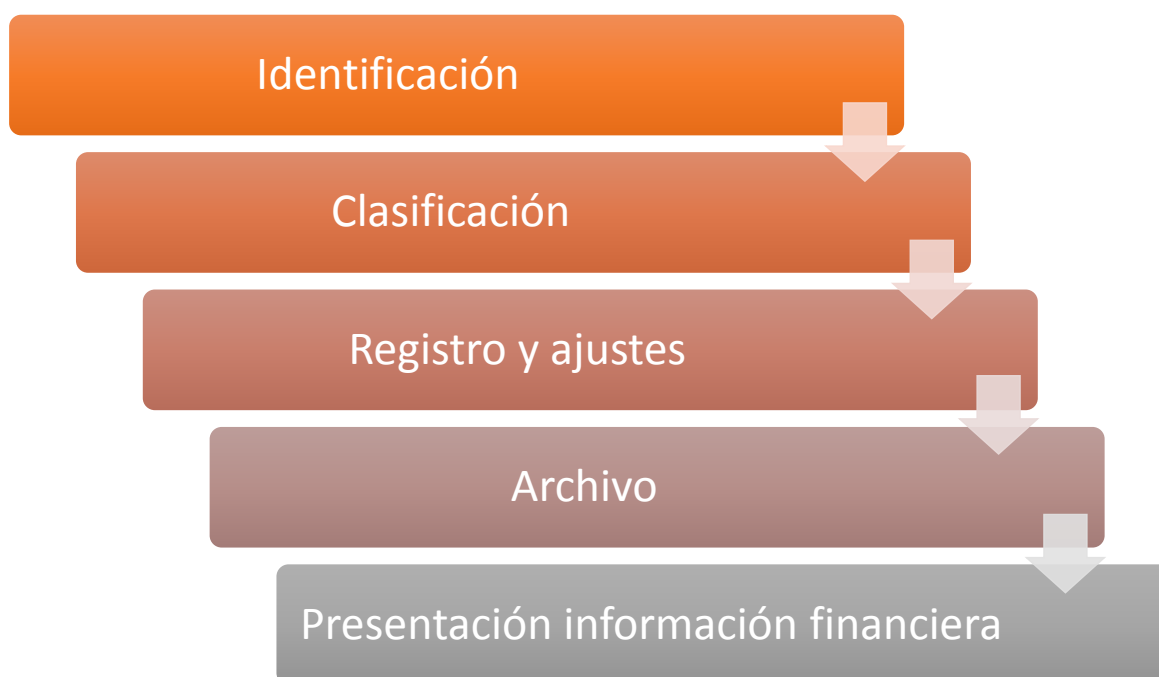 Identificación
Clasificación
Registro y ajustes
Archivo
Presentación información financiera